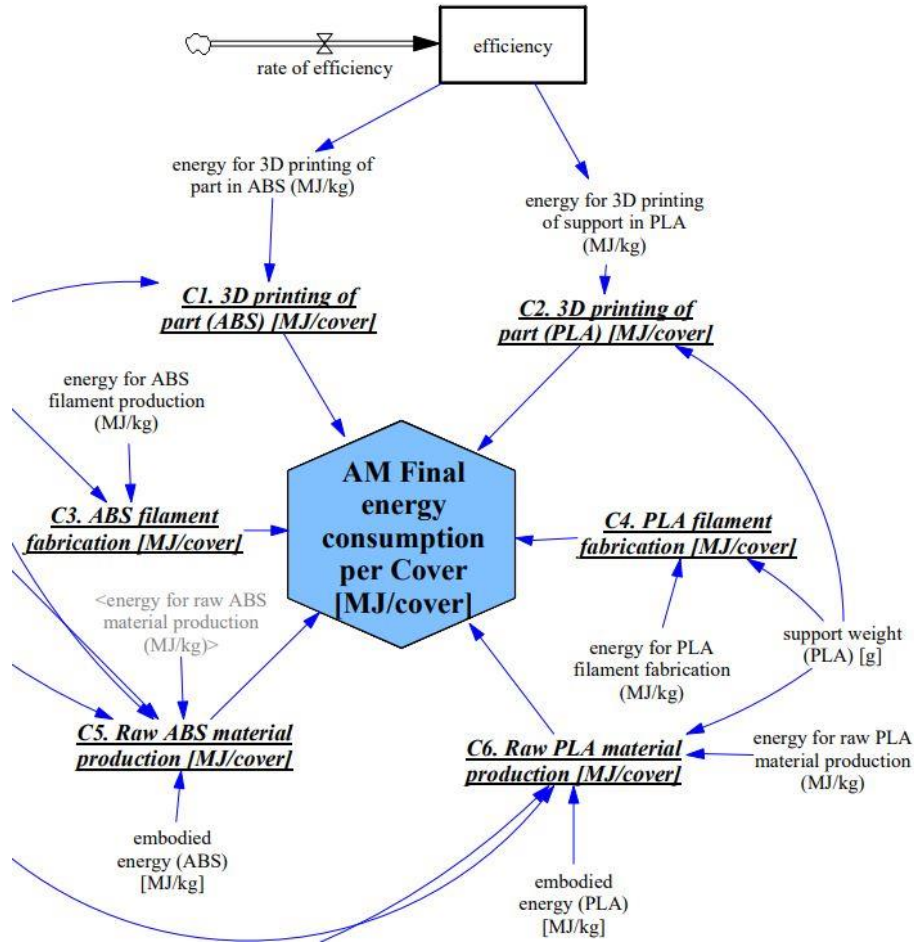 efficiency
rate of efficiency
energy for 3D printing of
part in ABS (MJ/kg)
energy for 3D printing
of support in PLA
(MJ/kg)
C1. 3D printing of
part (ABS) [MJ/cover]
C2. 3D printing of
part (PLA) [MJ/cover]
energy for ABS
filament production
(MJ/kg)
AM Final
energy
consumption
per Cover
[MJ/cover]
C3. ABS filament
fabrication [MJ/cover]
C4. PLA filament
fabrication [MJ/cover]
<energy for raw ABS
material production
(MJ/kg)>
energy for PLA
filament fabrication
(MJ/kg)
support weight
(PLA) [g]
C5. Raw ABS material
production [MJ/cover]
C6. Raw PLA material
production [MJ/cover]
energy for raw PLA
material production
(MJ/kg)
embodied
energy (ABS)
[MJ/kg]
embodied
energy (PLA)
[MJ/kg]